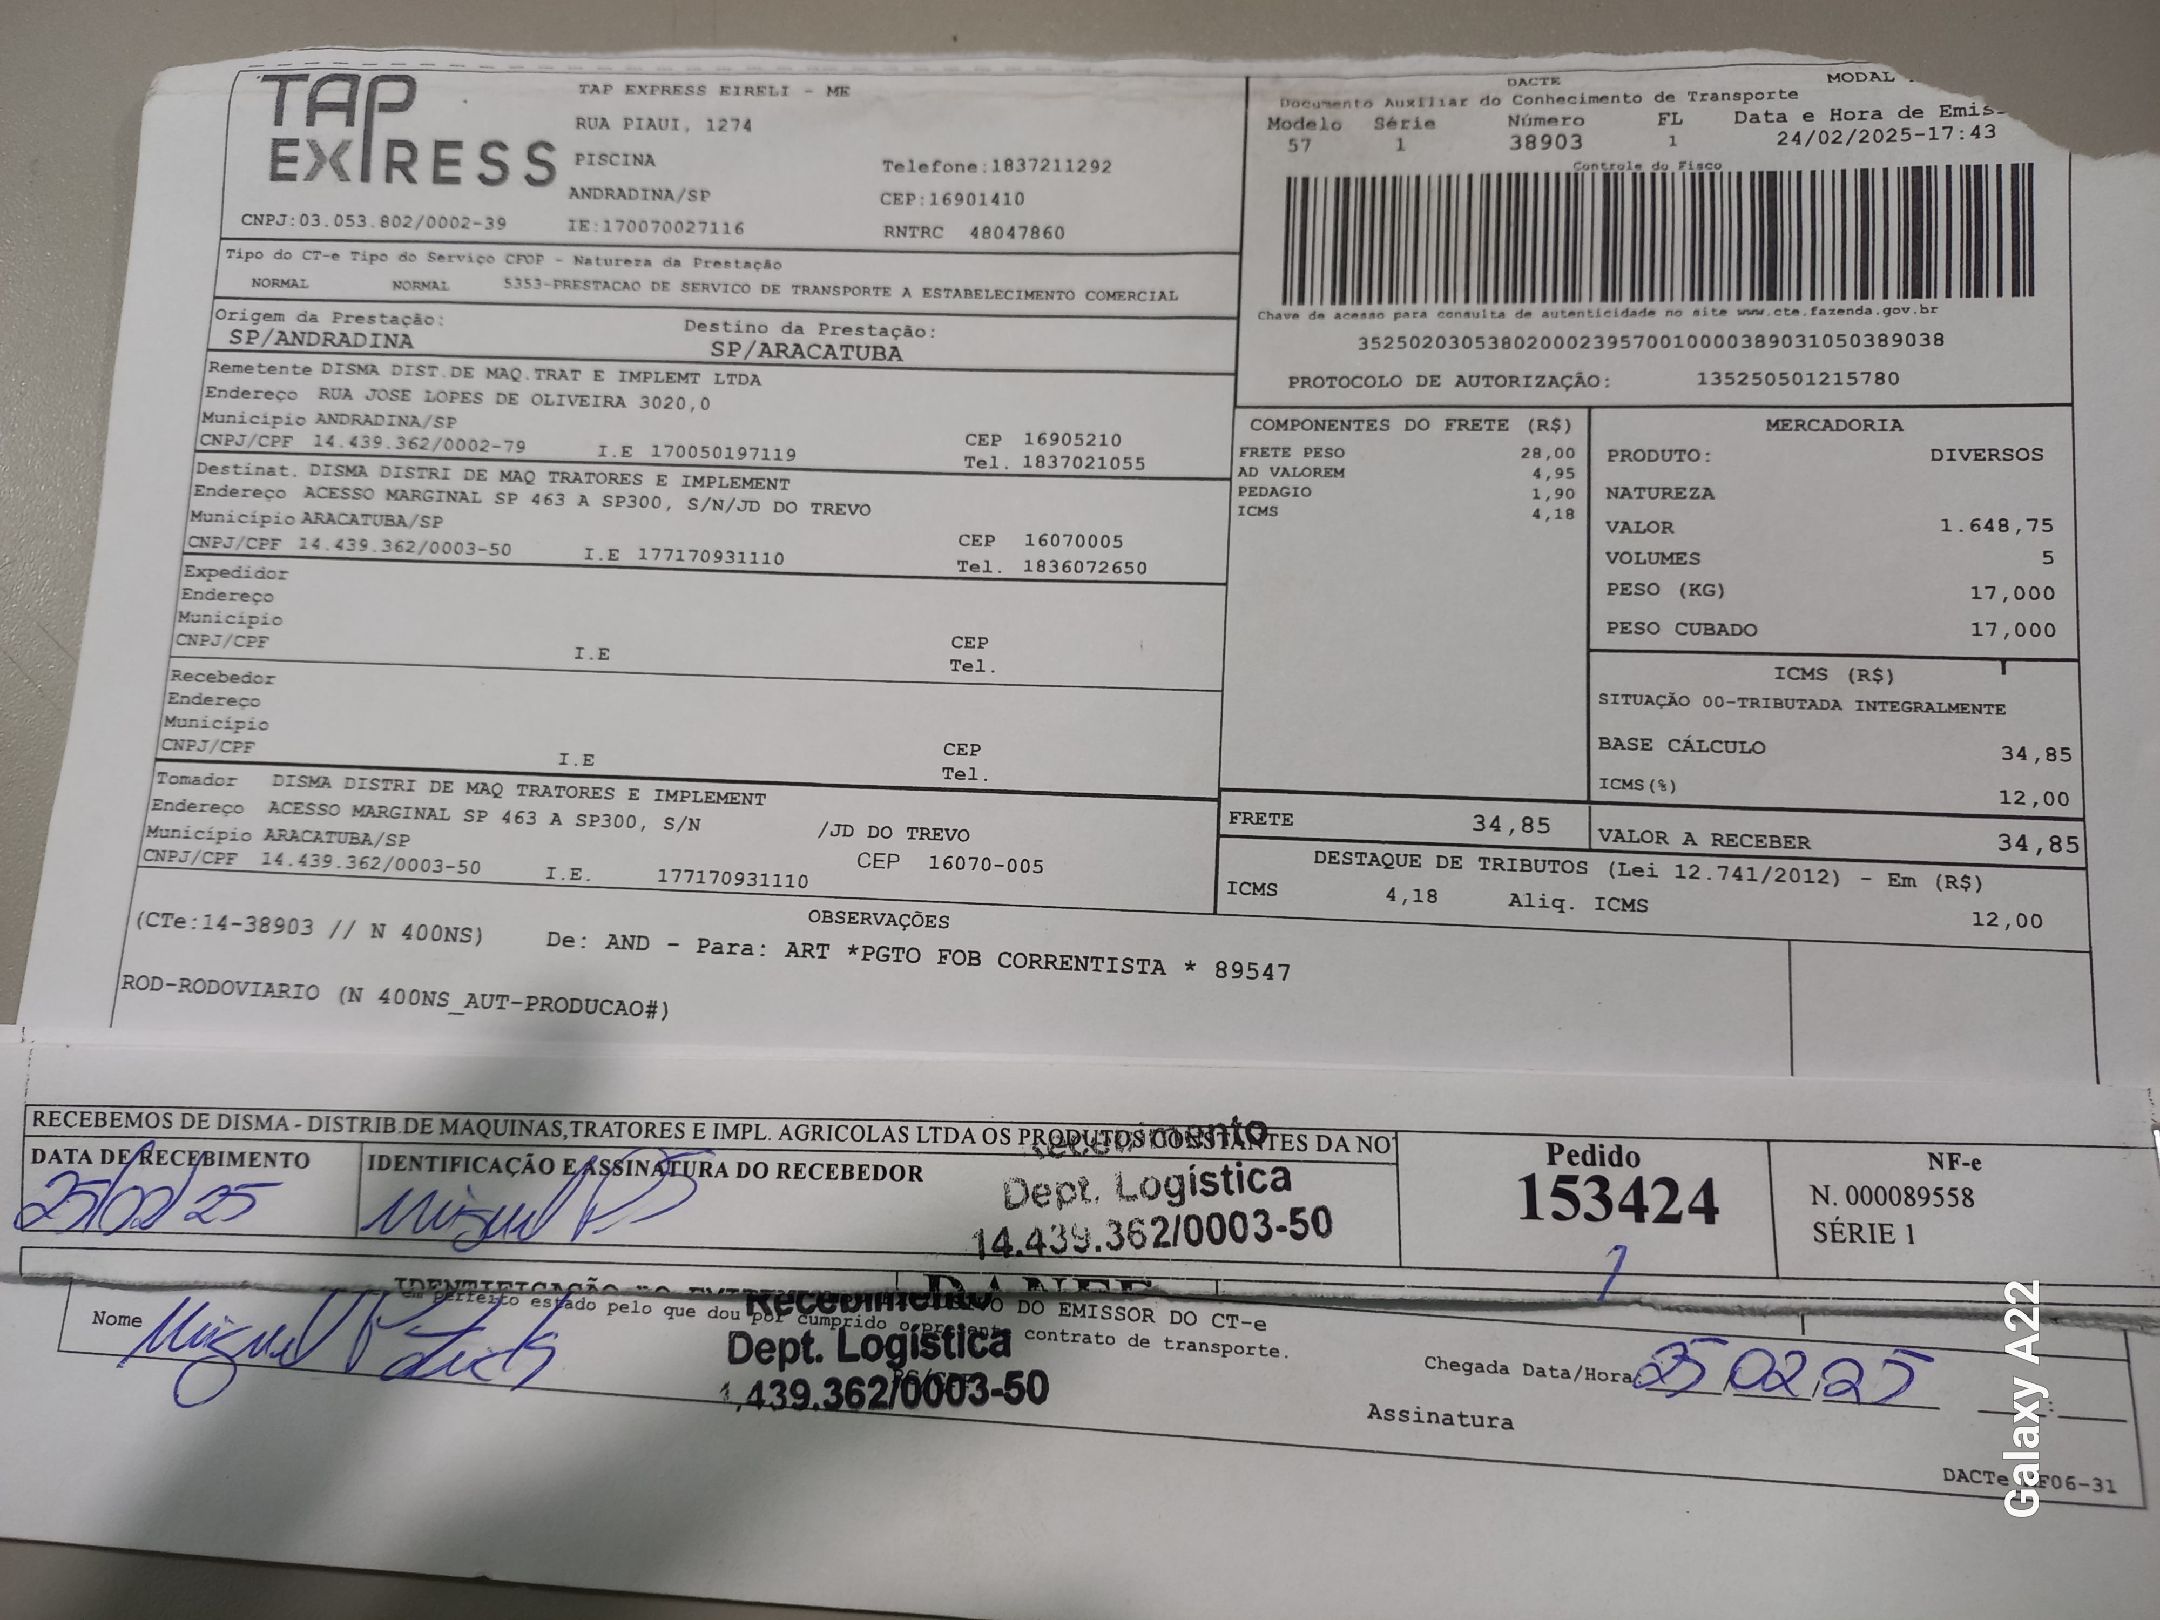 TAP EXPRESS
TAP EXPRESS EIRELI - ME
RUA PIAUI, 1274
PISCINA
Telefone:1837211292
ANDRADINA/SP
CEP:16901410
CNPJ:03.053.802/0002-39
IE:170070027116
RNTRC 48047860
DACTE
MODAL
Documento Auxiliar do Conhecimento de Transporte
Modelo Série Número FL Data e Hora de Emis
57 1 38903 1 24/02/2025-17:43
Controle do Fisco
Chave de acesso para consulta de autenticidade no site www.cte.fazenda.gov.br
35250203053802000239570010000389031050389038
PROTOCOLO DE AUTORIZAÇÃO: 135250501215780
Tipo do CT-e Tipo do Serviço CFOP - Natureza da Prestação
NORMAL NORMAL 5353-PRESTACAO DE SERVICO DE TRANSPORTE A ESTABELECIMENTO COMERCIAL
Origem da Prestação: Destino da Prestação:
SP/ANDRADINA SP/ARACATUBA
Remetente DISMA DIST.DE MAQ.TRAT E IMPLEMT LTDA
Endereço RUA JOSE LOPES DE OLIVEIRA 3020,0
Município ANDRADINA/SP CEP 16905210
CNPJ/CPF 14.439.362/0002-79 I.E 170050197119 Tel. 1837021055
Destinat. DISMA DISTRI DE MAQ TRATORES E IMPLEMENT
Endereço ACESSO MARGINAL SP 463 A SP300, S/N/JD DO TREVO
Município ARACATUBA/SP CEP 16070005
CNPJ/CPF 14.439.362/0003-50 I.E 177170931110 Tel. 1836072650
Expedidor
Endereço
Município CEP
CNPJ/CPF I.E Tel.
Recebedor
Endereço
Município CEP
CNPJ/CPF I.E Tel.
Tomador DISMA DISTRI DE MAQ TRATORES E IMPLEMENT
Endereço ACESSO MARGINAL SP 463 A SP300, S/N /JD DO TREVO
Município ARACATUBA/SP CEP 16070-005
CNPJ/CPF 14.439.362/0003-50 I.E. 177170931110
COMPONENTES DO FRETE (R$)
FRETE PESO 28,00
AD VALOREM 4,95
PEDAGIO 1,90
ICMS 4,18
MERCADORIA
PRODUTO: DIVERSOS
NATUREZA
VALOR 1.648,75
VOLUMES 5
PESO (KG) 17,000
PESO CUBADO 17,000
ICMS (R$)
SITUAÇÃO 00-TRIBUTADA INTEGRALMENTE
BASE CÁLCULO 34,85
ICMS(%) 12,00
FRETE 34,85
VALOR A RECEBER 34,85
DESTAQUE DE TRIBUTOS (Lei 12.741/2012) - Em (R$)
ICMS 4,18 Aliq. ICMS 12,00
OBSERVAÇÕES
(CTe:14-38903 // N 400NS) De: AND - Para: ART *PGTO FOB CORRENTISTA * 89547
ROD-RODOVIARIO (N 400NS_AUT-PRODUCAO#)
RECEBEMOS DE DISMA - DISTRIB.DE MAQUINAS,TRATORES E IMPL. AGRICOLAS LTDA OS PRODUTOS CONSTANTES DA NO
DATA DE RECEBIMENTO
25/02/25
IDENTIFICAÇÃO E ASSINATURA DO RECEBEDOR
Recebimento
Dept. Logística
14.439.362/0003-50
Pedido
153424
NF-e
N. 000089558
SÉRIE 1
DANFE
DO EMISSOR DO CT-e
em perfeito estado pelo que dou por cumprido o presente contrato de transporte.
Recebimento
Dept. Logística
.439.362/0003-50
Nome Miguel
Chegada Data/Hora: 25/02/25
Assinatura
DACTe F06-31
Galaxy A22